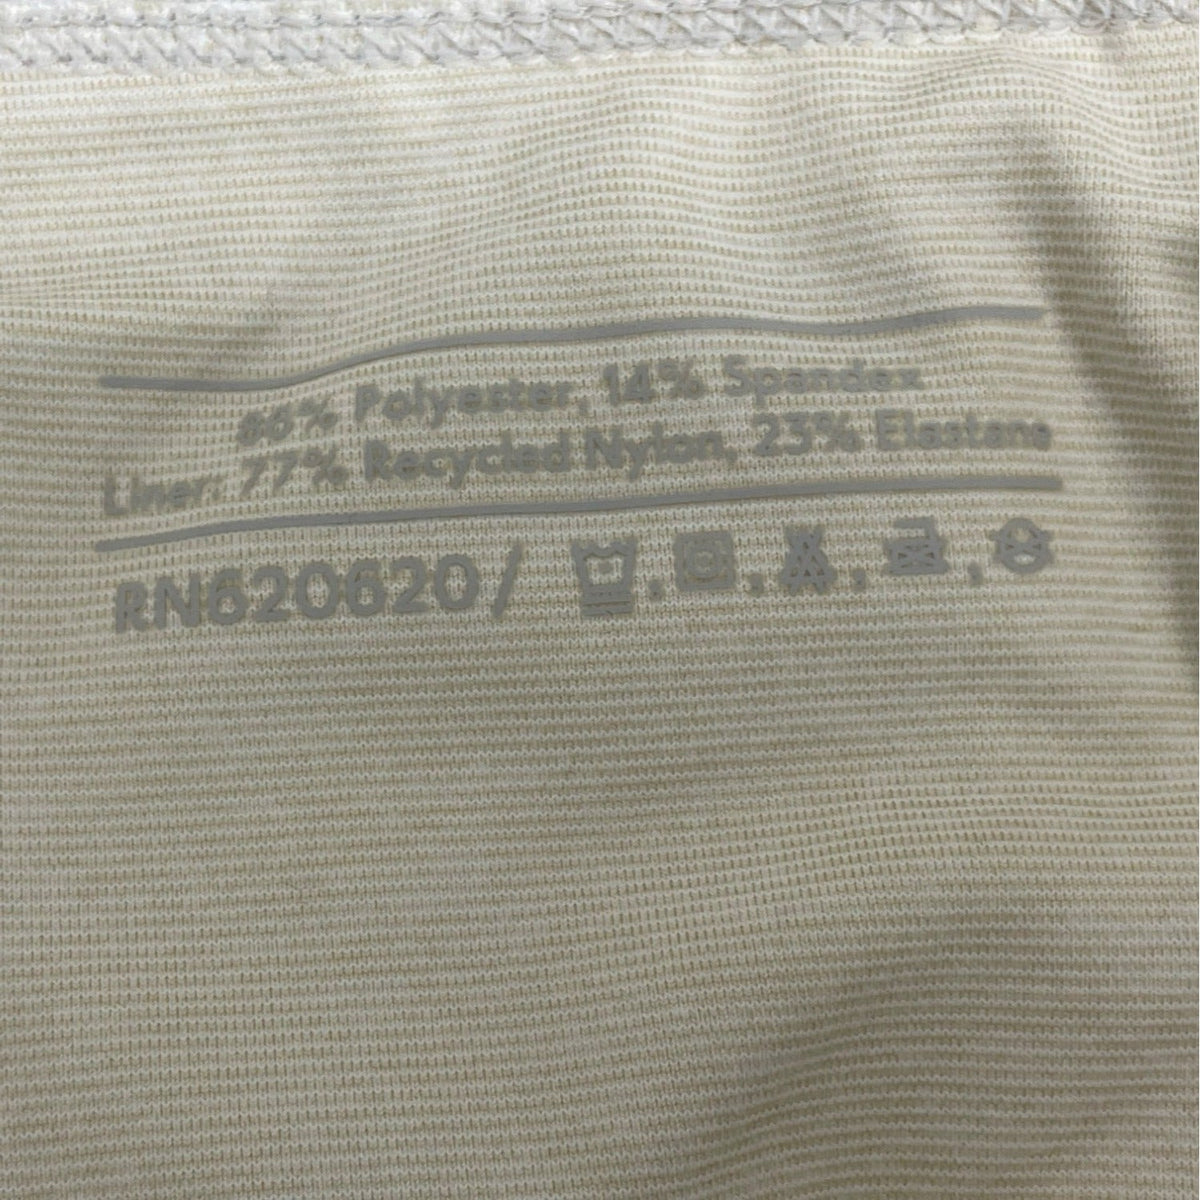 86% Polyester, 14% Spandex
Liner: 77% Recycled Nylon, 23% Elastane
RN620620/